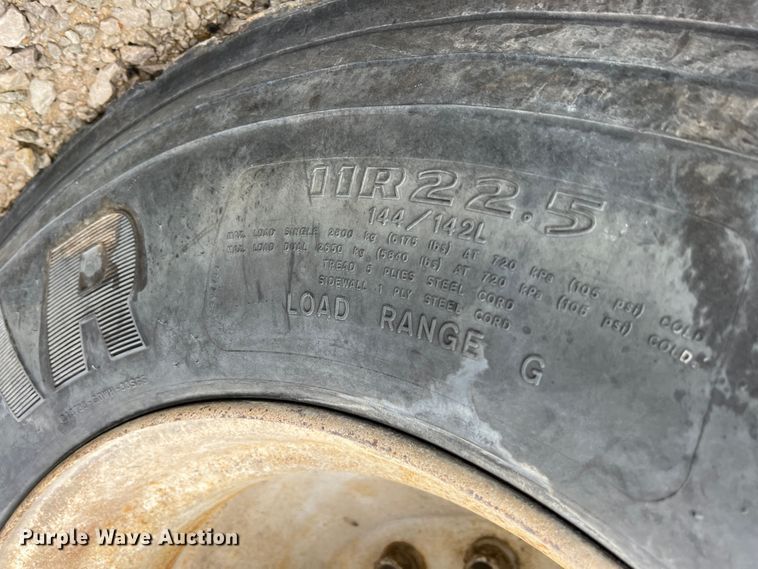 11R22.5
144/142L
MAX. LOAD SINGLE 2800 kg (6175 lbs) AT 720 kPa (105 psi) COLD
MAX. LOAD DUAL 2650 kg (5840 lbs) AT 720 kPa (105 psi) COLD.
TREAD 5 PLIES STEEL CORD
SIDEWALL 1 PLY STEEL CORD
LOAD RANGE G
R
Purple Wave Auction